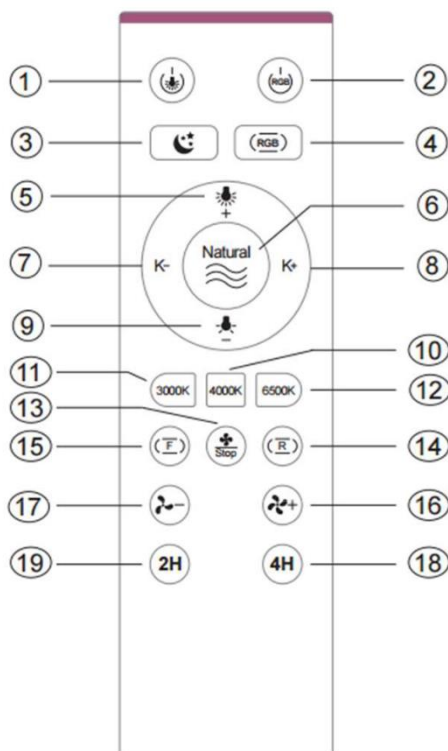 ① ②
RGB
③ ④
RGB
⑤ ⑥
+
Natural
⑦ K- K+ ⑧
⑨ ⑩
−
⑪ 3000K 4000K 6500K ⑫
⑬
⑮ F Stop R ⑭
⑰ − + ⑯
⑲ 2H 4H ⑱